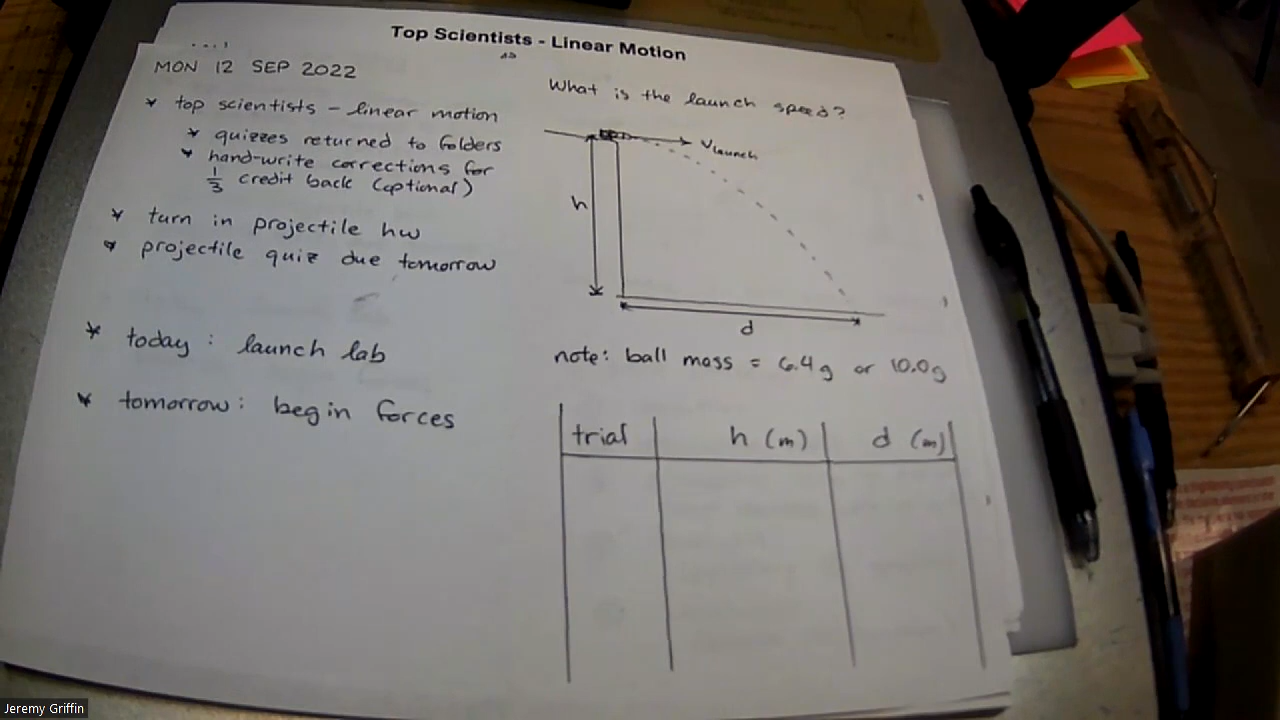 Top Scientists - Linear Motion
MON 12 SEP 2022
* top scientists - linear motion
* quizzes returned to folders
* hand-write corrections for
1/3 credit back (optional)
* turn in projectile hw
* projectile quiz due tomorrow
* today: launch lab
* tomorrow: begin forces
What is the launch speed?
Vlaunch
h
d
note: ball mass = 6.4g or 10.0g
trial h (m) d (m)
Jeremy Griffin